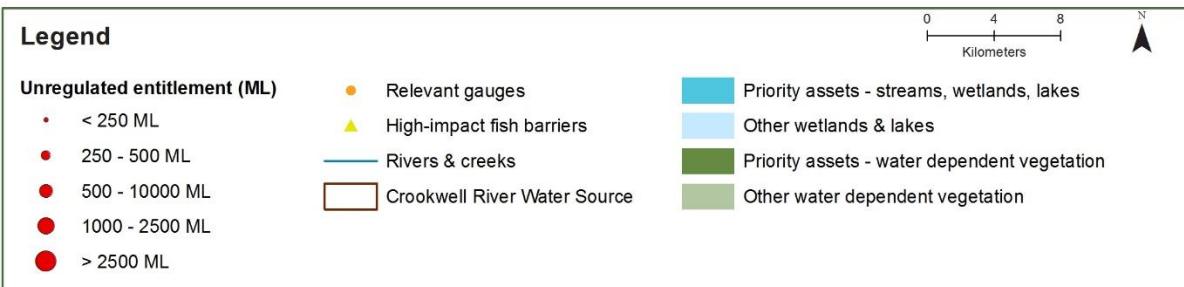 Legend
0 4 8
Kilometers
N
Unregulated entitlement (ML)
< 250 ML
250 - 500 ML
500 - 10000 ML
1000 - 2500 ML
> 2500 ML
Relevant gauges
High-impact fish barriers
Rivers & creeks
Crookwell River Water Source
Priority assets - streams, wetlands, lakes
Other wetlands & lakes
Priority assets - water dependent vegetation
Other water dependent vegetation